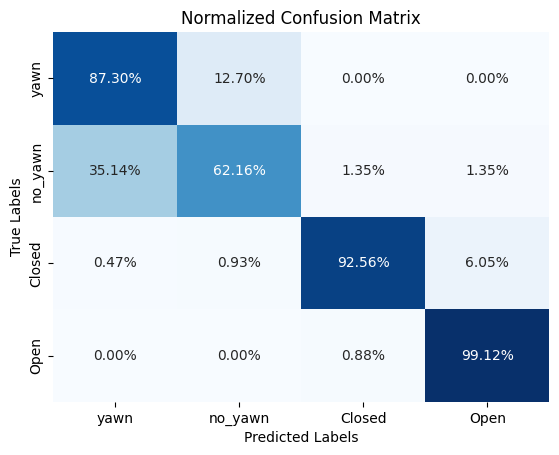 Normalized Confusion Matrix
True Labels
yawn 87.30% 12.70% 0.00% 0.00%
no_yawn 35.14% 62.16% 1.35% 1.35%
Closed 0.47% 0.93% 92.56% 6.05%
Open 0.00% 0.00% 0.88% 99.12%
yawn no_yawn Closed Open
Predicted Labels